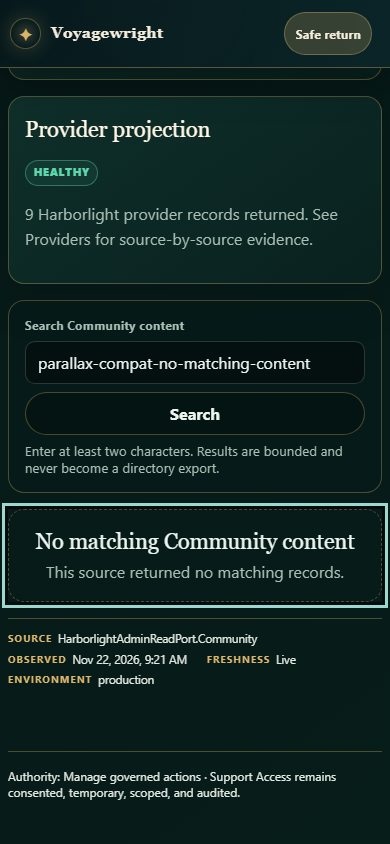 Voyagewright
Safe return
Provider projection
HEALTHY
9 Harborlight provider records returned. See
Providers for source-by-source evidence.
Search Community content
parallax-compat-no-matching-content
Search
Enter at least two characters. Results are bounded and
never become a directory export.
No matching Community content
This source returned no matching records.
SOURCE HarborlightAdminReadPort.Community
OBSERVED Nov 22, 2026, 9:21 AM FRESHNESS Live
ENVIRONMENT production
Authority: Manage governed actions · Support Access remains
consented, temporary, scoped, and audited.